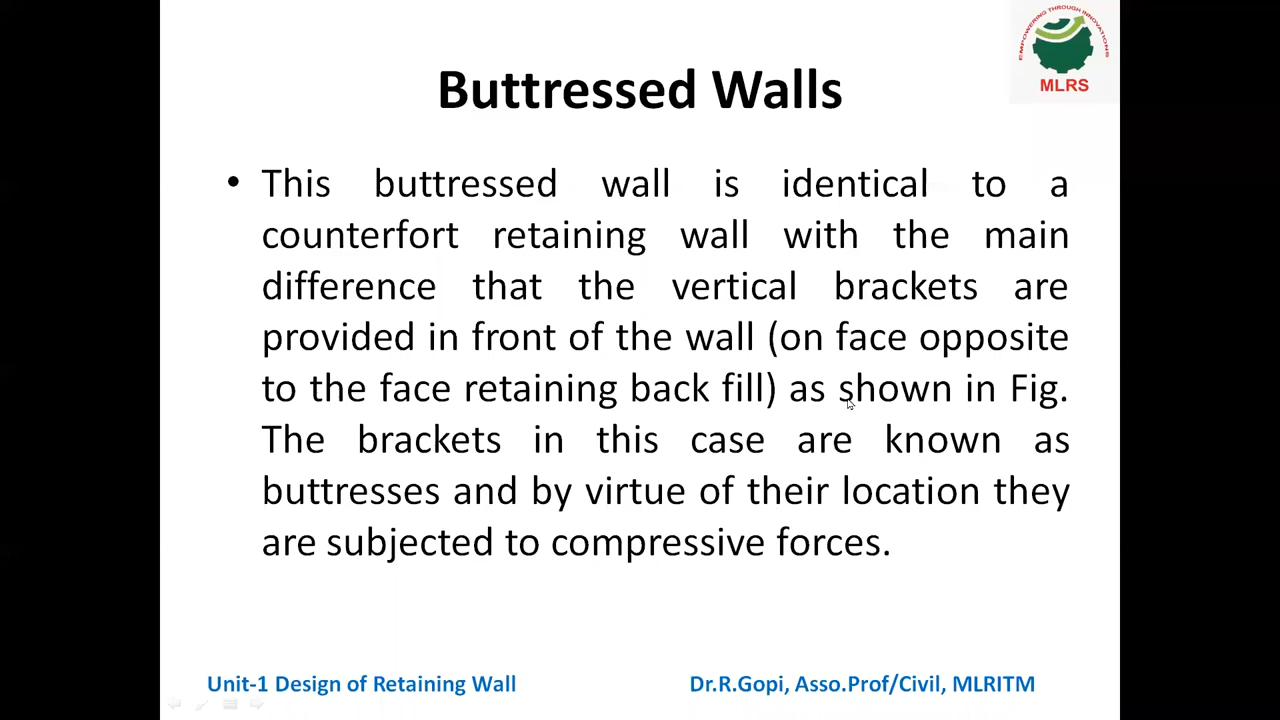 EMPOWERING THROUGH INNOVATIONS
MLRS
Buttressed Walls
• This buttressed wall is identical to a
counterfort retaining wall with the main
difference that the vertical brackets are
provided in front of the wall (on face opposite
to the face retaining back fill) as shown in Fig.
The brackets in this case are known as
buttresses and by virtue of their location they
are subjected to compressive forces.
Unit-1 Design of Retaining Wall
Dr.R.Gopi, Asso.Prof/Civil, MLRITM